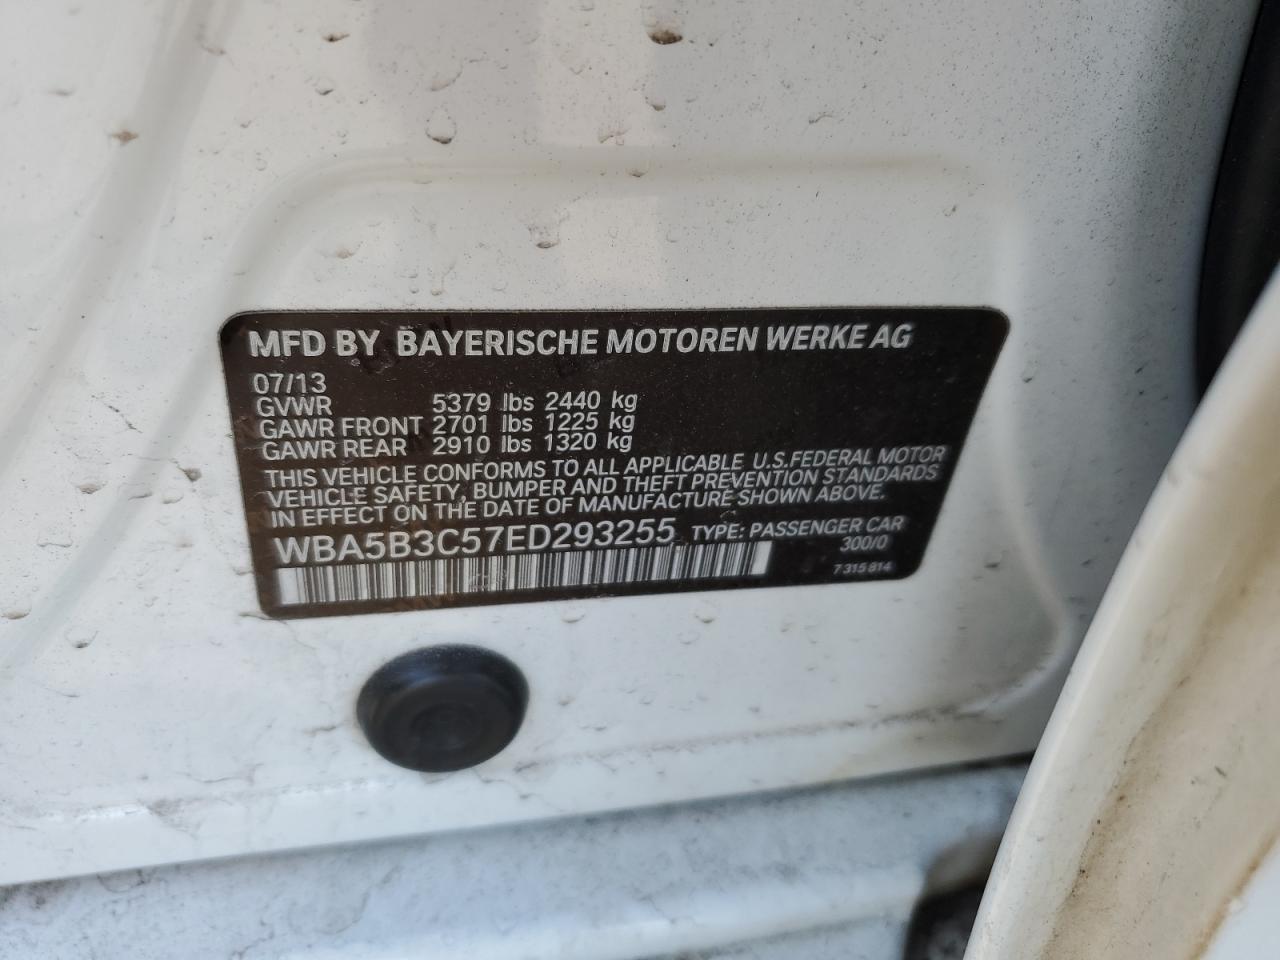 MFD BY BAYERISCHE MOTOREN WERKE AG
07/13
GVWR 5379 lbs 2440 kg
GAWR FRONT 2701 lbs 1225 kg
GAWR REAR 2910 lbs 1320 kg
THIS VEHICLE CONFORMS TO ALL APPLICABLE U.S.FEDERAL MOTOR
VEHICLE SAFETY, BUMPER AND THEFT PREVENTION STANDARDS
IN EFFECT ON THE DATE OF MANUFACTURE SHOWN ABOVE.
WBA5B3C57ED293255 TYPE: PASSENGER CAR
300/0
7 315 814